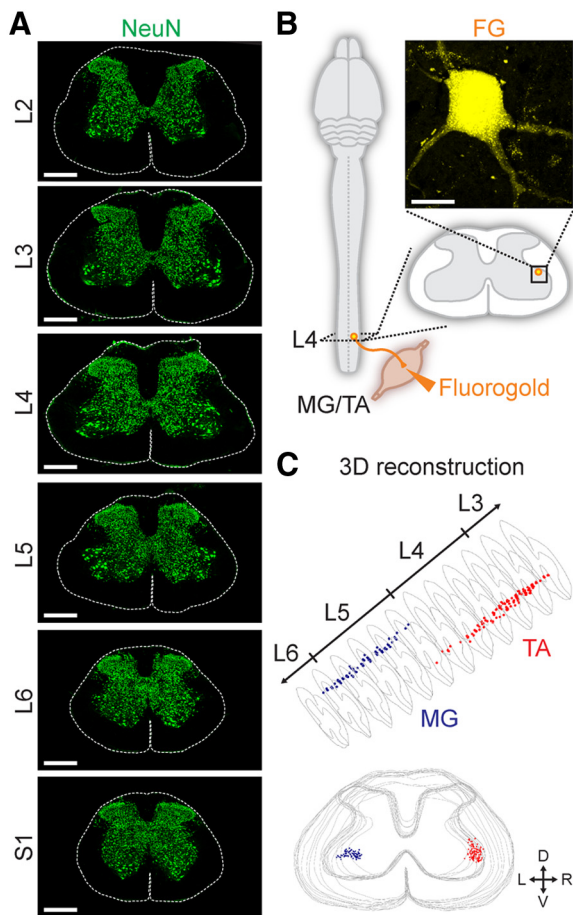 A
NeuN
L2
L3
L4
L5
L6
S1
B
FG
L4
MG/TA
Fluorogold
C
3D reconstruction
L3
L4
L5
L6
TA
MG
D
L
R
V